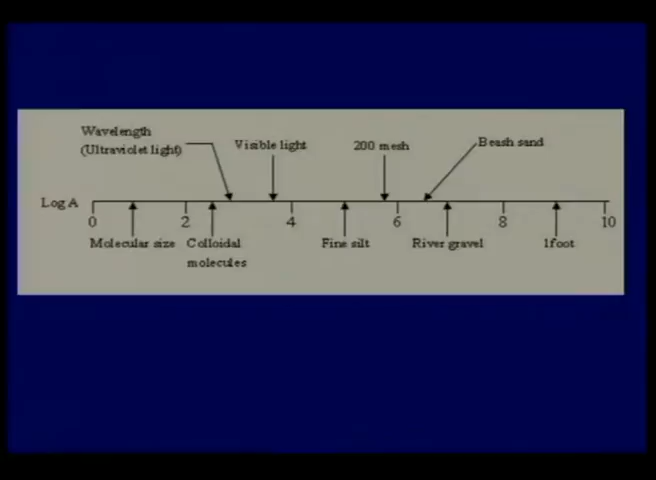 Wavelength
(Ultraviolet light)
Visible light
200 mesh
Beash sand
Log A
0
2
4
6
8
10
Molecular size
Colloidal
molecules
Fine silt
River gravel
1foot